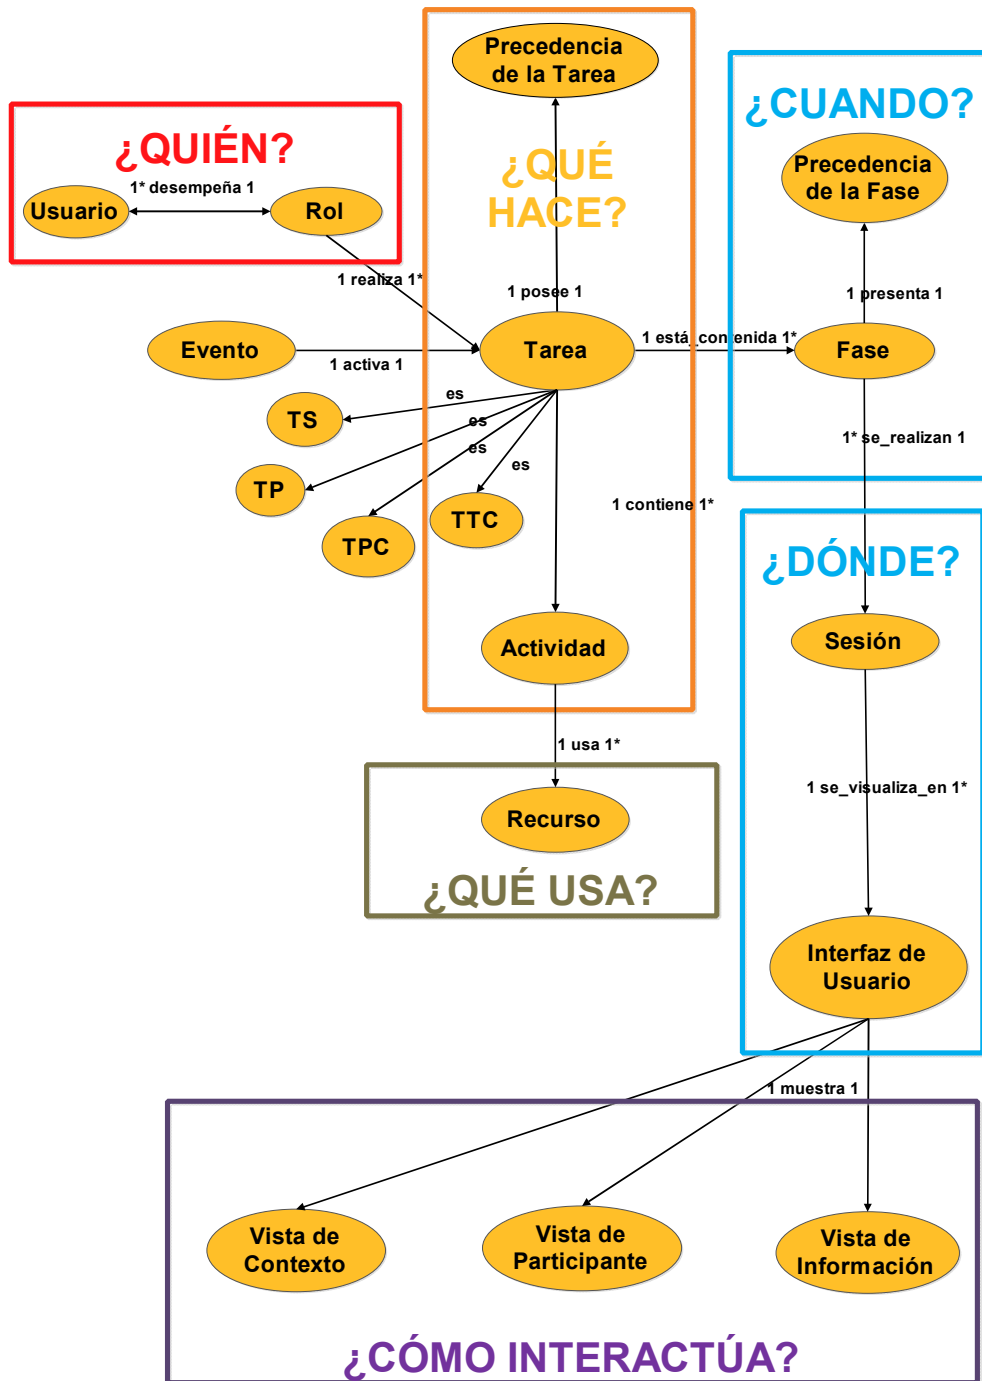 Precedencia
de la Tarea
¿CUANDO?
¿QUIÉN?
¿QUÉ
HACE?
Precedencia
de la Fase
1* desempeña 1
Usuario
Rol
1 realiza 1*
1 posee 1
1 presenta 1
Evento
1 activa 1
Tarea
1 está_contenida 1*
Fase
es
TS
es
es
es
1* se_realizan 1
TP
TPC
TTC
1 contiene 1*
¿DÓNDE?
Actividad
Sesión
1 usa 1*
1 se_visualiza_en 1*
Recurso
¿QUÉ USA?
Interfaz de
Usuario
1 muestra 1
Vista de
Contexto
Vista de
Participante
Vista de
Información
¿CÓMO INTERACTÚA?